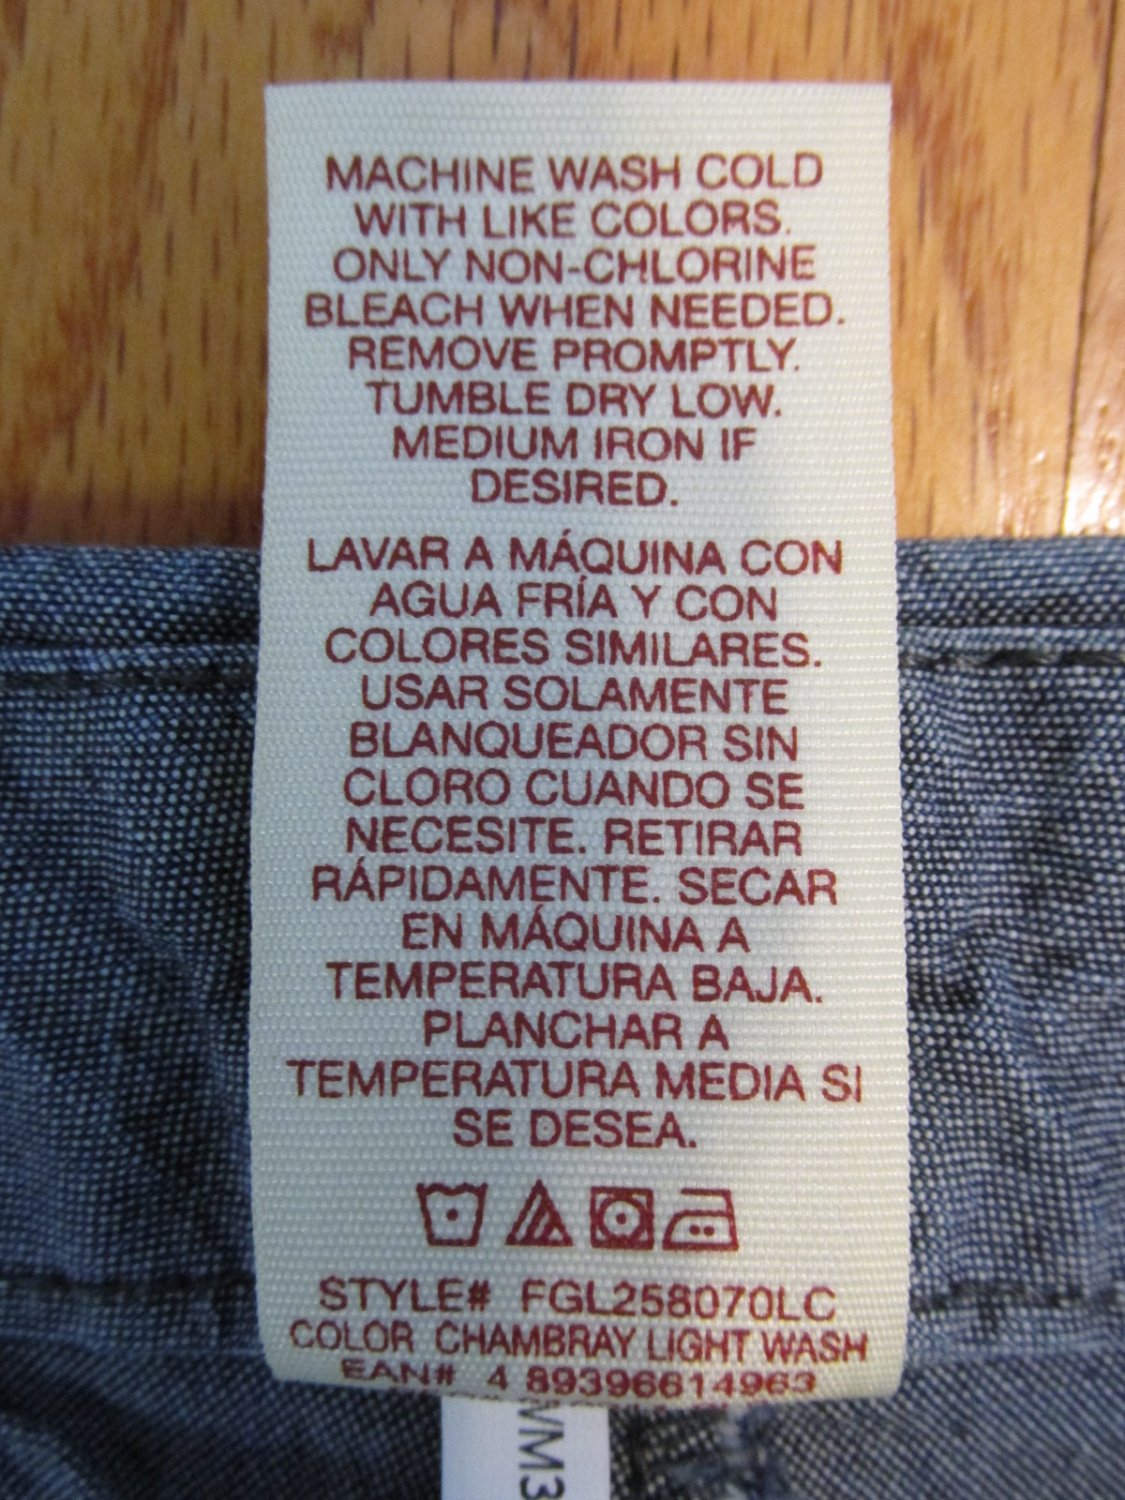 MACHINE WASH COLD
WITH LIKE COLORS.
ONLY NON-CHLORINE
BLEACH WHEN NEEDED.
REMOVE PROMPTLY.
TUMBLE DRY LOW.
MEDIUM IRON IF
DESIRED.
LAVAR A MÁQUINA CON
AGUA FRÍA Y CON
COLORES SIMILARES.
USAR SOLAMENTE
BLANQUEADOR SIN
CLORO CUANDO SE
NECESITE. RETIRAR
RÁPIDAMENTE. SECAR
EN MÁQUINA A
TEMPERATURA BAJA.
PLANCHAR A
TEMPERATURA MEDIA SI
SE DESEA.
STYLE# FGL258070LC
COLOR CHAMBRAY LIGHT WASH
EAN# 4 89396614963
VM3